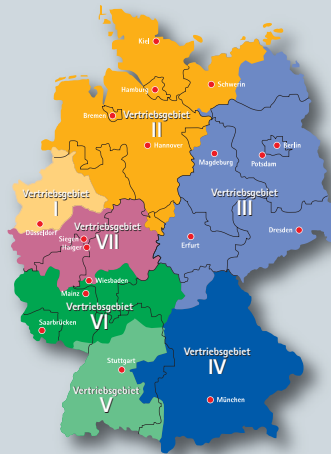 Kiel
Hamburg
Schwerin
Bremen
Vertriebsgebiet
II
Hannover
Berlin
Magdeburg
Potsdam
Vertriebsgebiet
I
Vertriebsgebiet
III
Düsseldorf
Vertriebsgebiet
VII
Siegen
Haiger
Erfurt
Dresden
Wiesbaden
Mainz
Vertriebsgebiet
VI
Saarbrücken
Vertriebsgebiet
IV
Stuttgart
Vertriebsgebiet
V
München